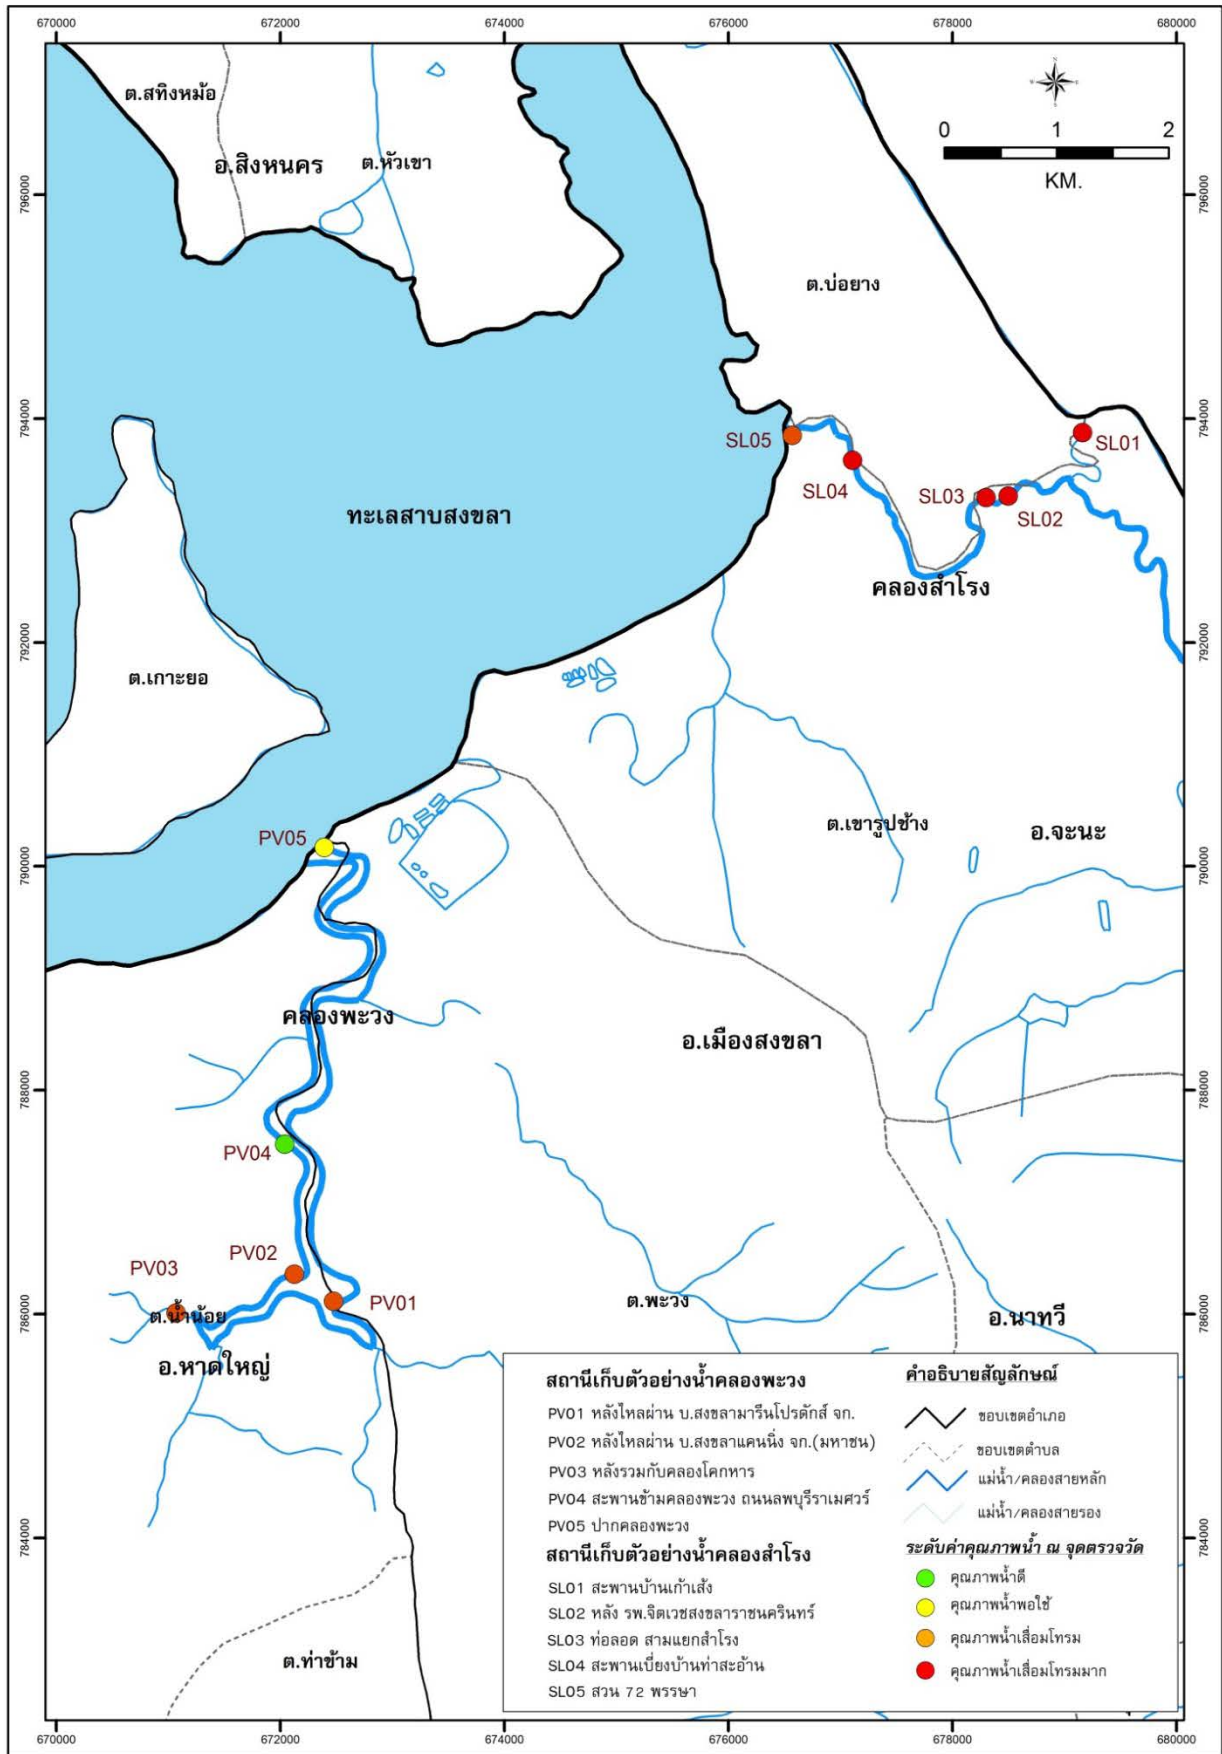 670000
672000
674000
676000
678000
680000
ต.สทิงหม้อ
อ.สิงหนคร
ต.หัวเขา
0 1 2
KM.
796000
796000
ต.บ่อยาง
794000
794000
SL05
SL04
SL03
SL02
SL01
ทะเลสาบสงขลา
คลองสำโรง
792000
792000
ต.เกาะยอ
ต.เขารูปช้าง
อ.จะนะ
PV05
790000
790000
คลองพะวง
อ.เมืองสงขลา
788000
788000
PV04
PV02
PV03
PV01
ต.น้ำน้อย
ต.พะวง
786000
786000
อ.นาทวี
อ.หาดใหญ่
สถานีเก็บตัวอย่างน้ำคลองพะวง
PV01 หลังไหลผ่าน บ.สงขลามารีนโปรดักส์ จก.
PV02 หลังไหลผ่าน บ.สงขลาแคนนิ่ง จก.(มหาชน)
PV03 หลังรวมกับคลองโคกหาร
PV04 สะพานข้ามคลองพะวง ถนนลพบุรีราเมศวร์
PV05 ปากคลองพะวง
สถานีเก็บตัวอย่างน้ำคลองสำโรง
SL01 สะพานบ้านเก้าเส้ง
SL02 หลัง รพ.จิตเวชสงขลาราชนครินทร์
SL03 ท่อลอด สามแยกสำโรง
SL04 สะพานเบี่ยงบ้านท่าสะอ้าน
SL05 สวน 72 พรรษา
คำอธิบายสัญลักษณ์
ขอบเขตอำเภอ
ขอบเขตตำบล
แม่น้ำ/คลองสายหลัก
แม่น้ำ/คลองสายรอง
ระดับค่าคุณภาพน้ำ ณ จุดตรวจวัด
คุณภาพน้ำดี
คุณภาพน้ำพอใช้
คุณภาพน้ำเสื่อมโทรม
คุณภาพน้ำเสื่อมโทรมมาก
784000
784000
ต.ท่าข้าม
670000
672000
674000
676000
678000
680000